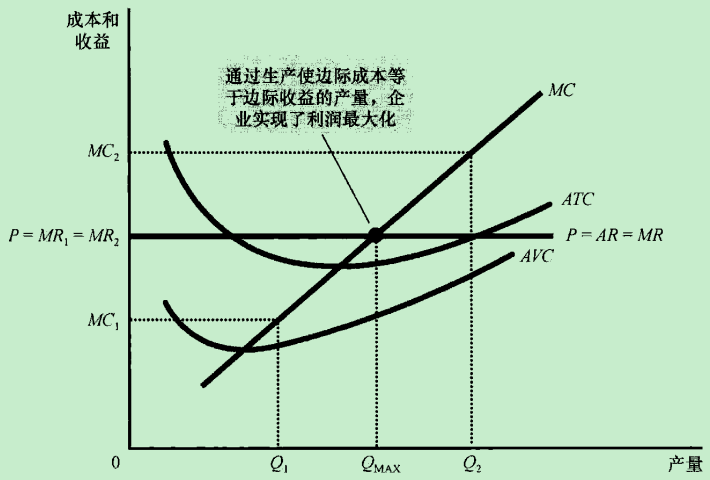 成本和
收益
通过生产使边际成本等
于边际收益的产量，企
业实现了利润最大化
MC
MC₂
ATC
P = MR₁ = MR₂
P = AR = MR
AVC
MC₁
0
Q₁
Q_MAX
Q₂
产量